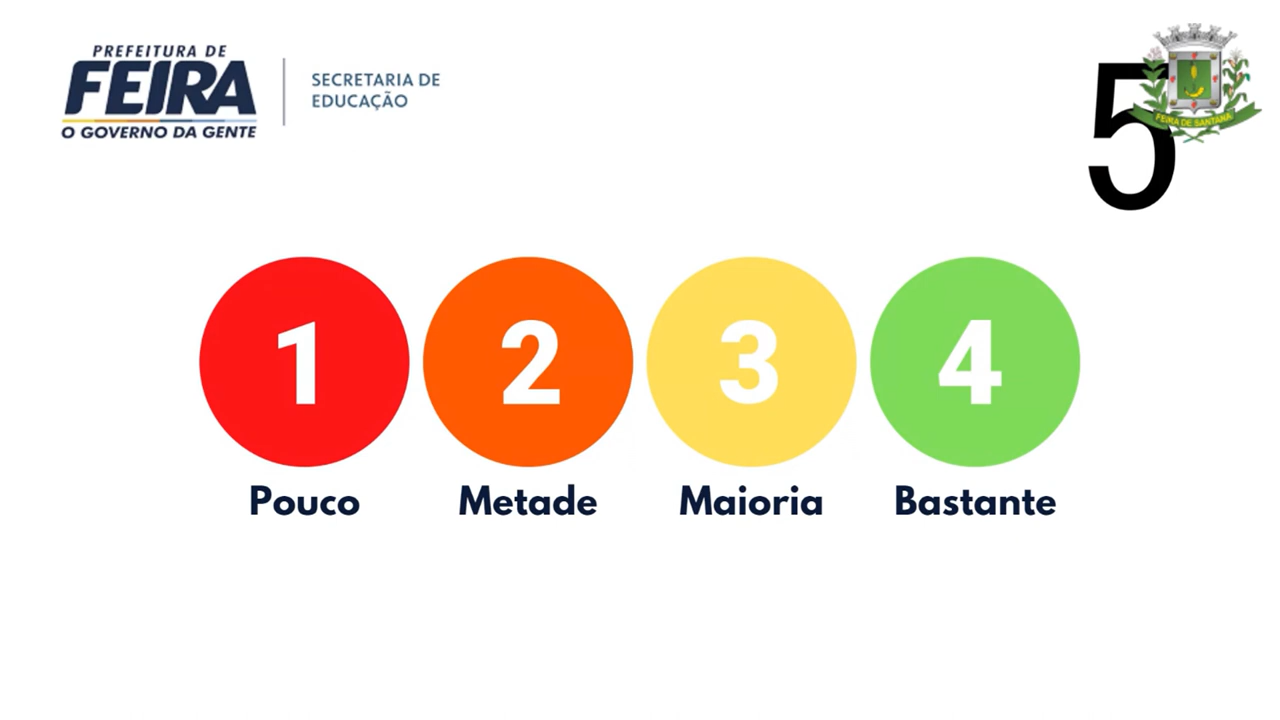 PREFEITURA DE
FEIRA
O GOVERNO DA GENTE
SECRETARIA DE
EDUCAÇÃO
5
FEIRA DE SANTANA
1
2
3
4
Pouco
Metade
Maioria
Bastante